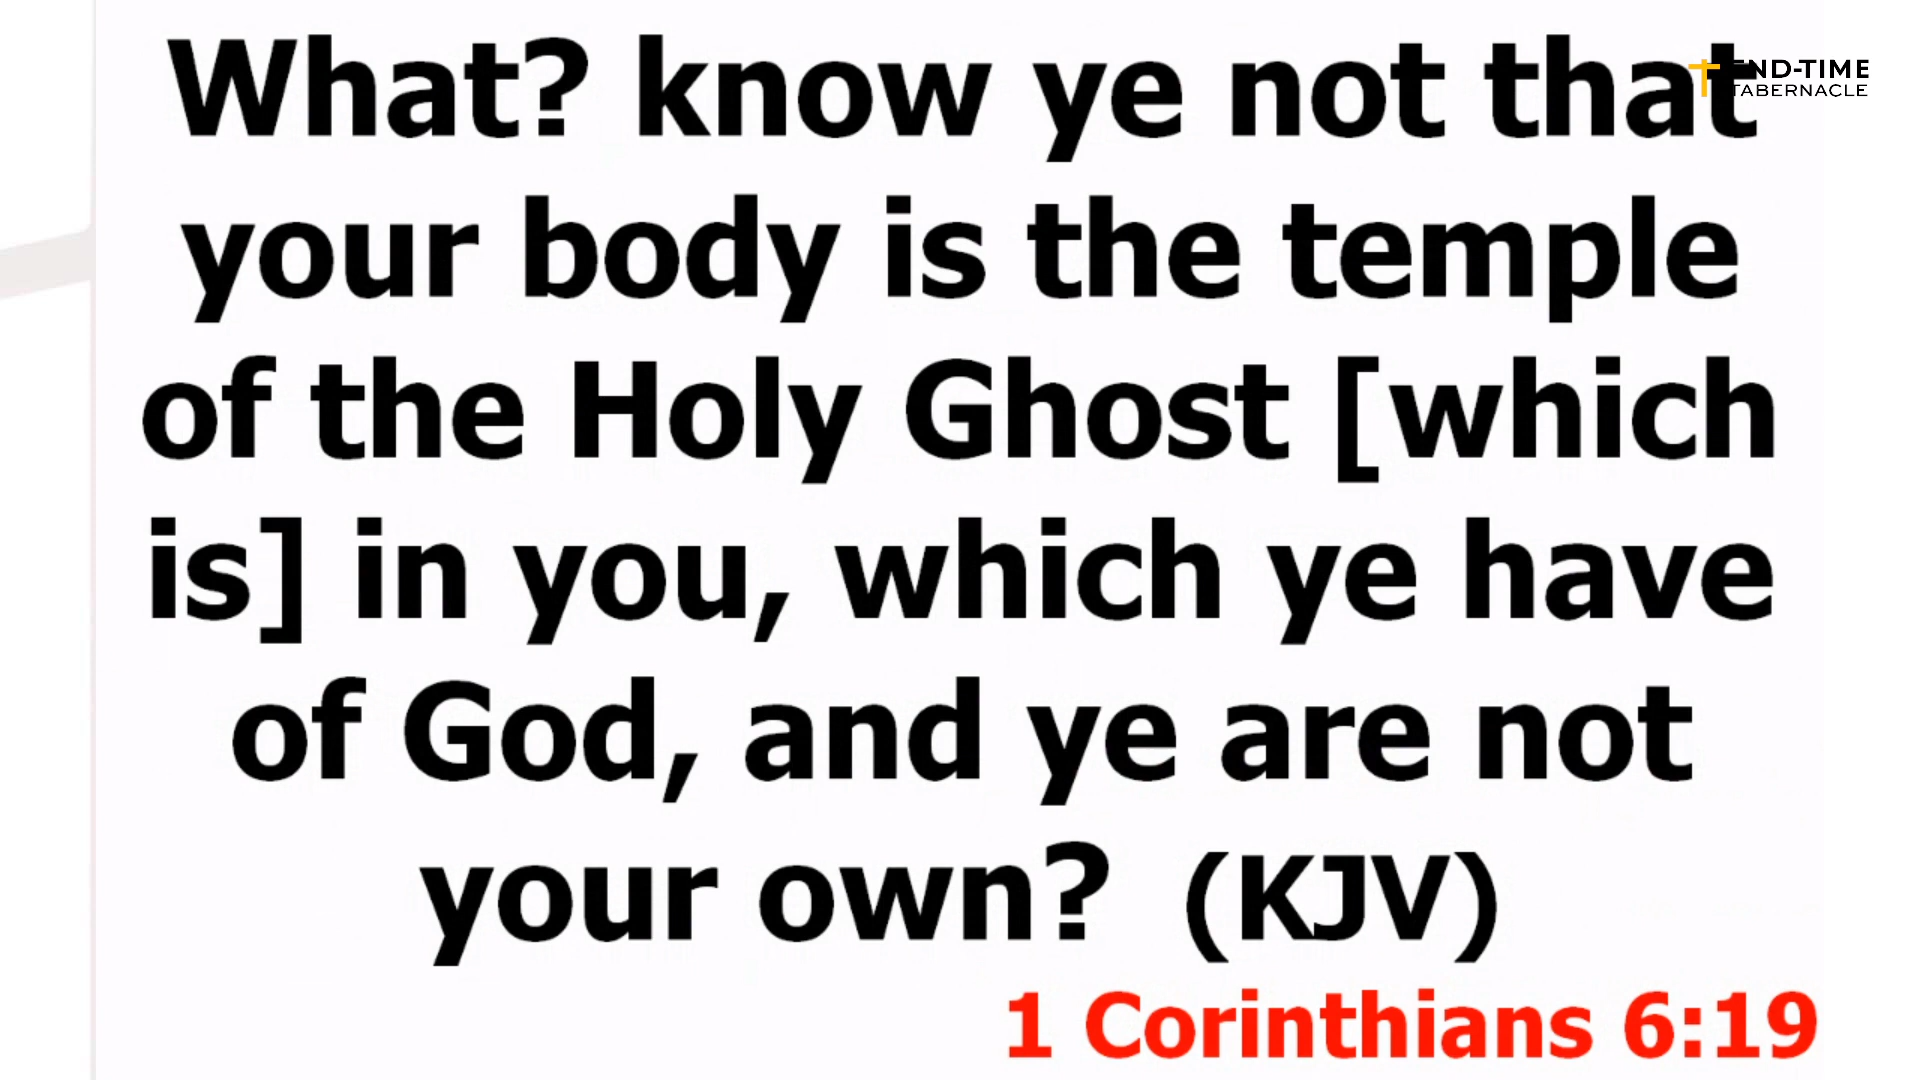 What? know ye not that
your body is the temple
of the Holy Ghost [which
is] in you, which ye have
of God, and ye are not
your own? (KJV)
1 Corinthians 6:19
END-TIME
TABERNACLE